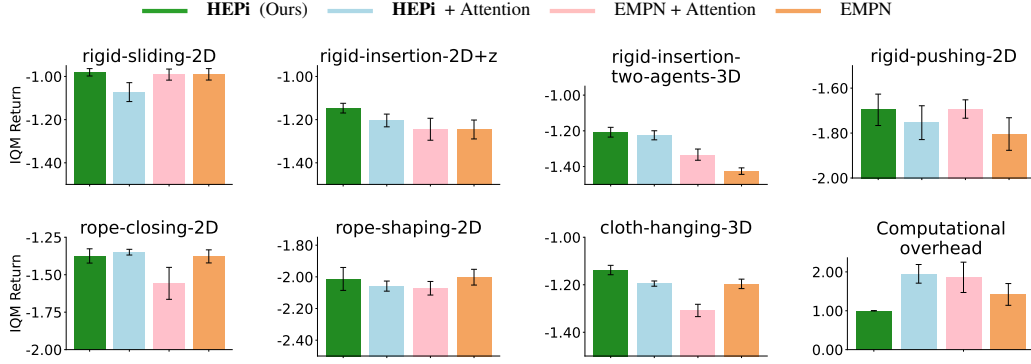 HEPi (Ours) HEPi + Attention EMPN + Attention EMPN
rigid-sliding-2D
IQM Return
-1.00
-1.20
-1.40
rigid-insertion-2D+z
-1.00
-1.20
-1.40
rigid-insertion-
two-agents-3D
-1.00
-1.20
-1.40
rigid-pushing-2D
-1.60
-1.80
-2.00
rope-closing-2D
IQM Return
-1.25
-1.50
-1.75
-2.00
rope-shaping-2D
-1.80
-2.00
-2.20
-2.40
cloth-hanging-3D
-1.00
-1.20
-1.40
Computational
overhead
2.00
1.00
0.00